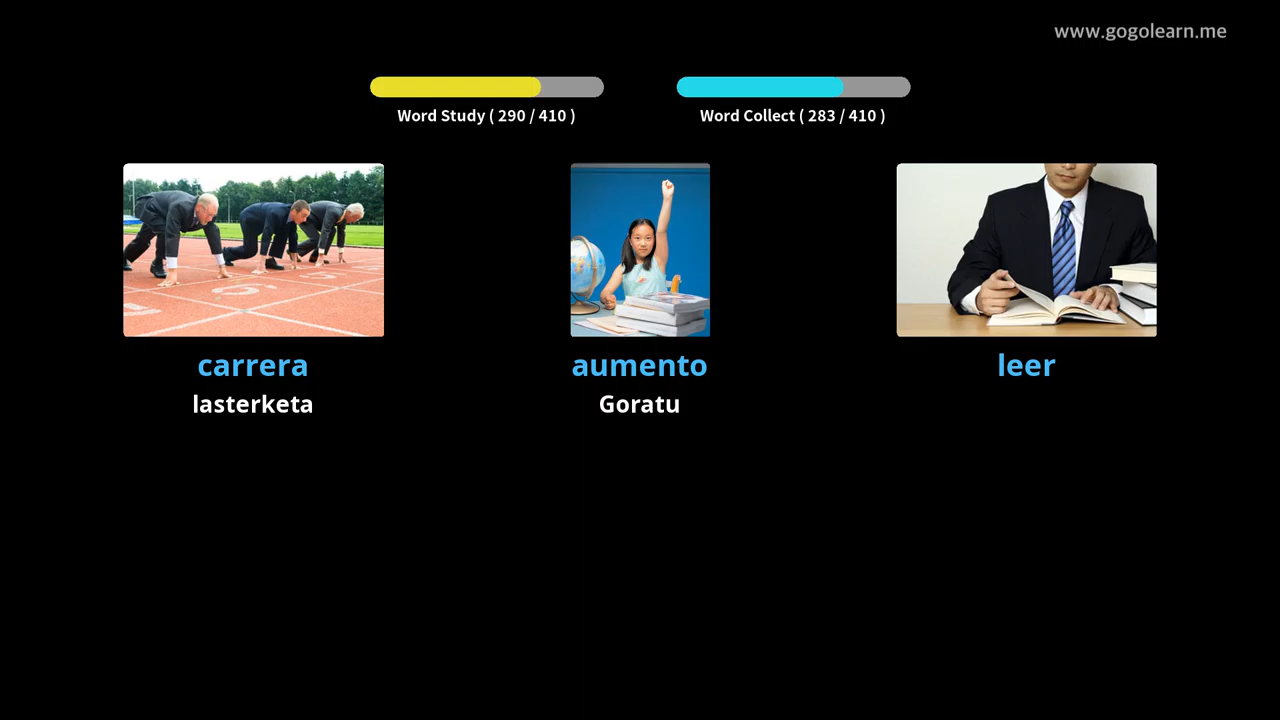 www.gogolearn.me
Word Study ( 290 / 410 )
Word Collect ( 283 / 410 )
carrera
aumento
leer
lasterketa
Goratu